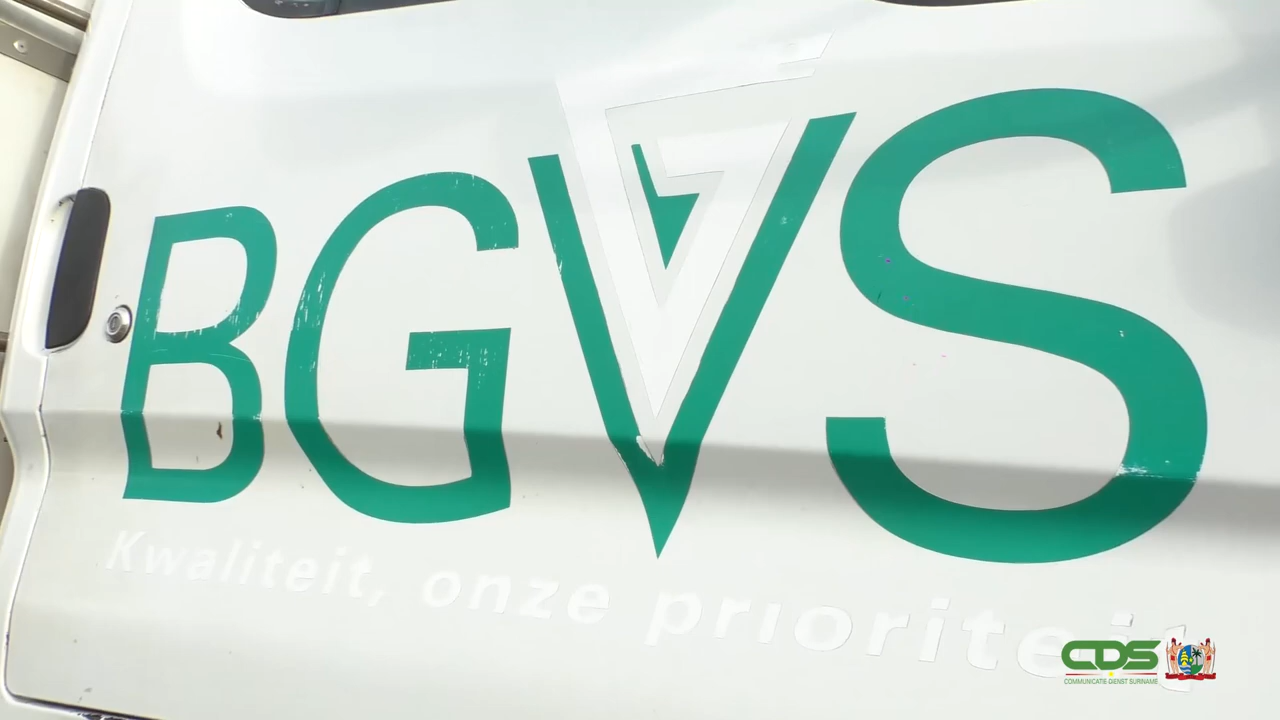 BGVS
Kwaliteit, onze prioriteit
CDS
COMMUNICATIE DIENST SURINAME